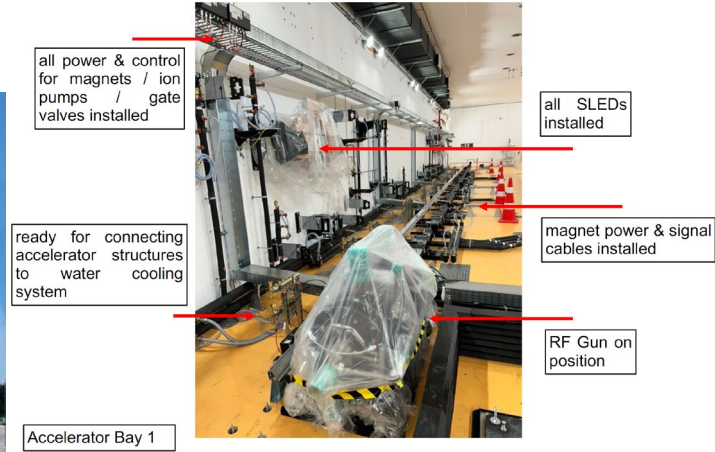 all power & control
for magnets / ion
pumps / gate
valves installed
all SLEDs
installed
ready for connecting
accelerator structures
to water cooling
system
magnet power & signal
cables installed
RF Gun on
position
Accelerator Bay 1